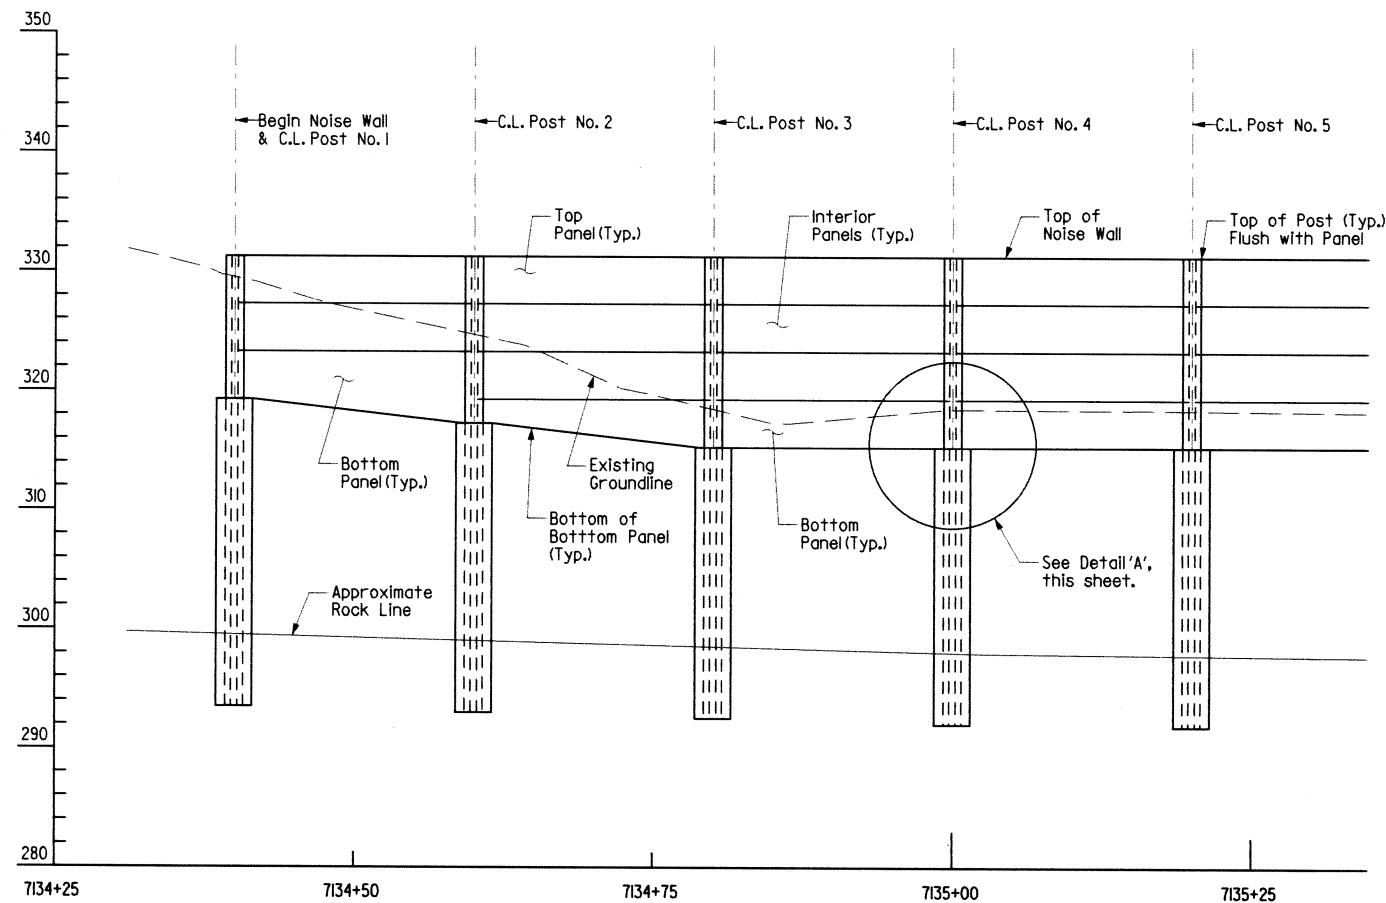 350
340
330
320
310
300
290
280
Begin Noise Wall
& C.L. Post No. 1
C.L. Post No. 2
C.L. Post No. 3
C.L. Post No. 4
C.L. Post No. 5
Top
Panel (Typ.)
Interior
Panels (Typ.)
Top of
Noise Wall
Top of Post (Typ.)
Flush with Panel
Bottom
Panel (Typ.)
Existing
Groundline
Bottom of
Botttom Panel
(Typ.)
Bottom
Panel (Typ.)
See Detail 'A',
this sheet.
Approximate
Rock Line
7134+25
7134+50
7134+75
7135+00
7135+25